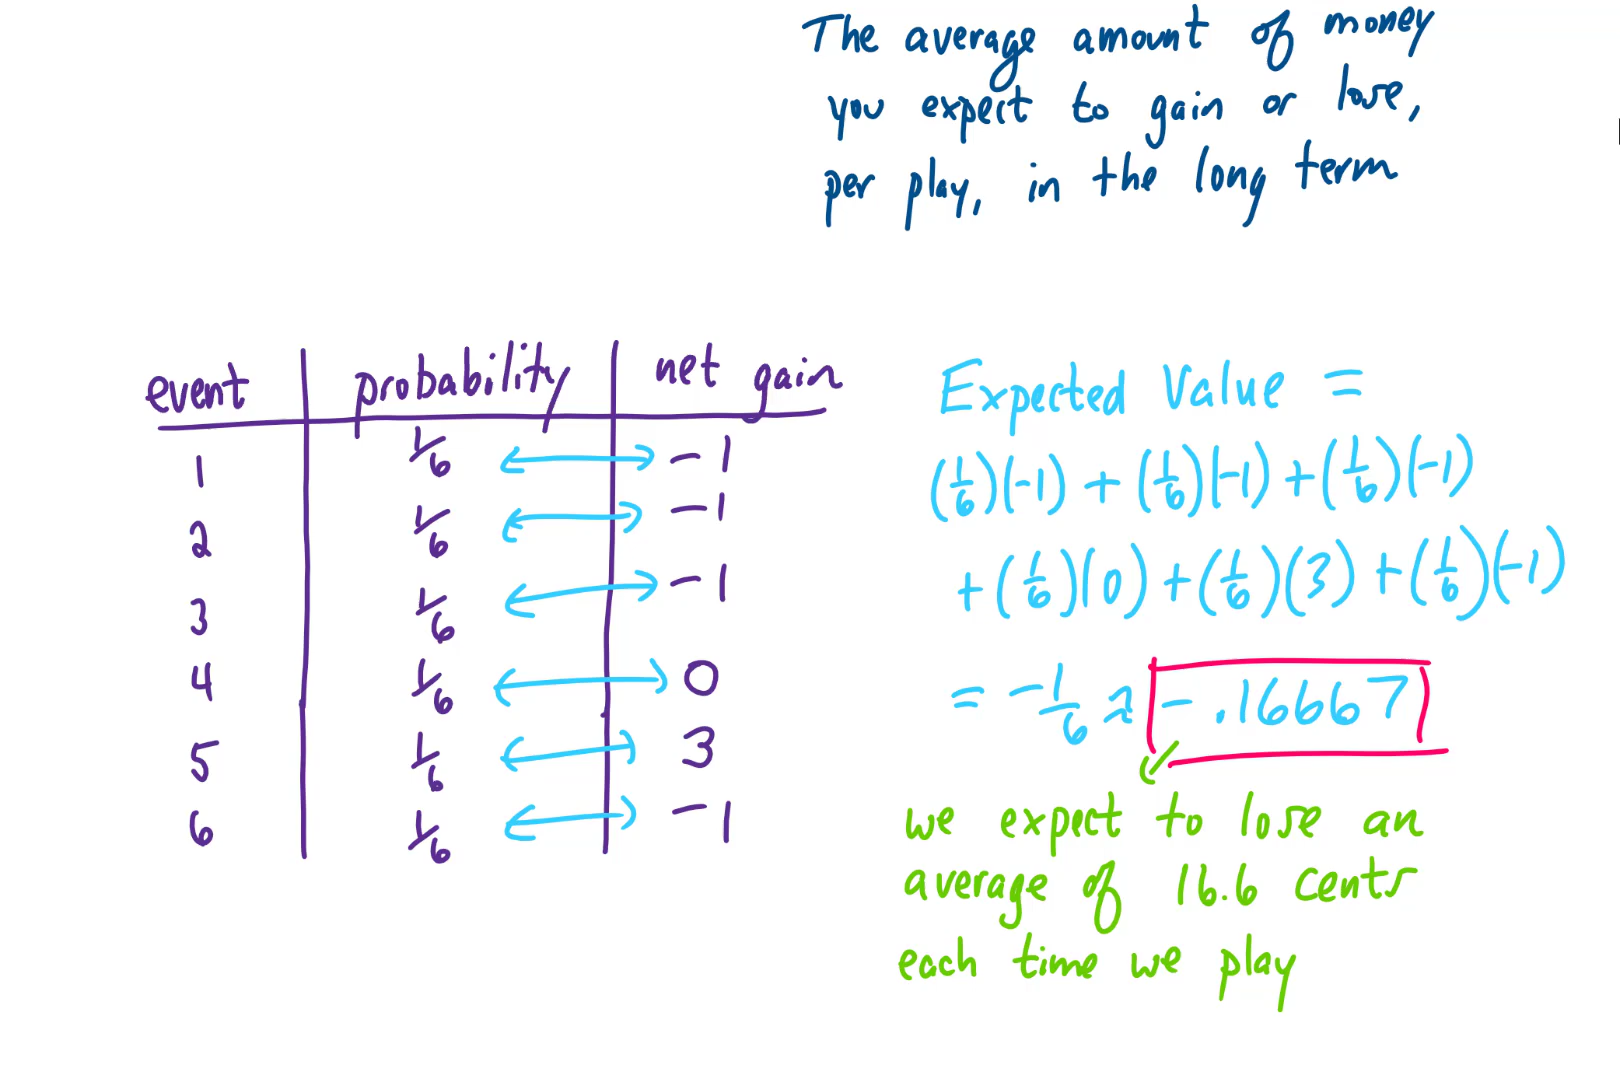 The average amount of money
you expect to gain or lose,
per play, in the long term
event probability net gain
1 1/6 -1
2 1/6 -1
3 1/6 -1
4 1/6 0
5 1/6 3
6 1/6 -1
Expected Value =
(1/6)(-1) + (1/6)(-1) + (1/6)(-1)
+ (1/6)(0) + (1/6)(3) + (1/6)(-1)
= -1/6 ≈ -.16667
we expect to lose an
average of 16.6 cents
each time we play